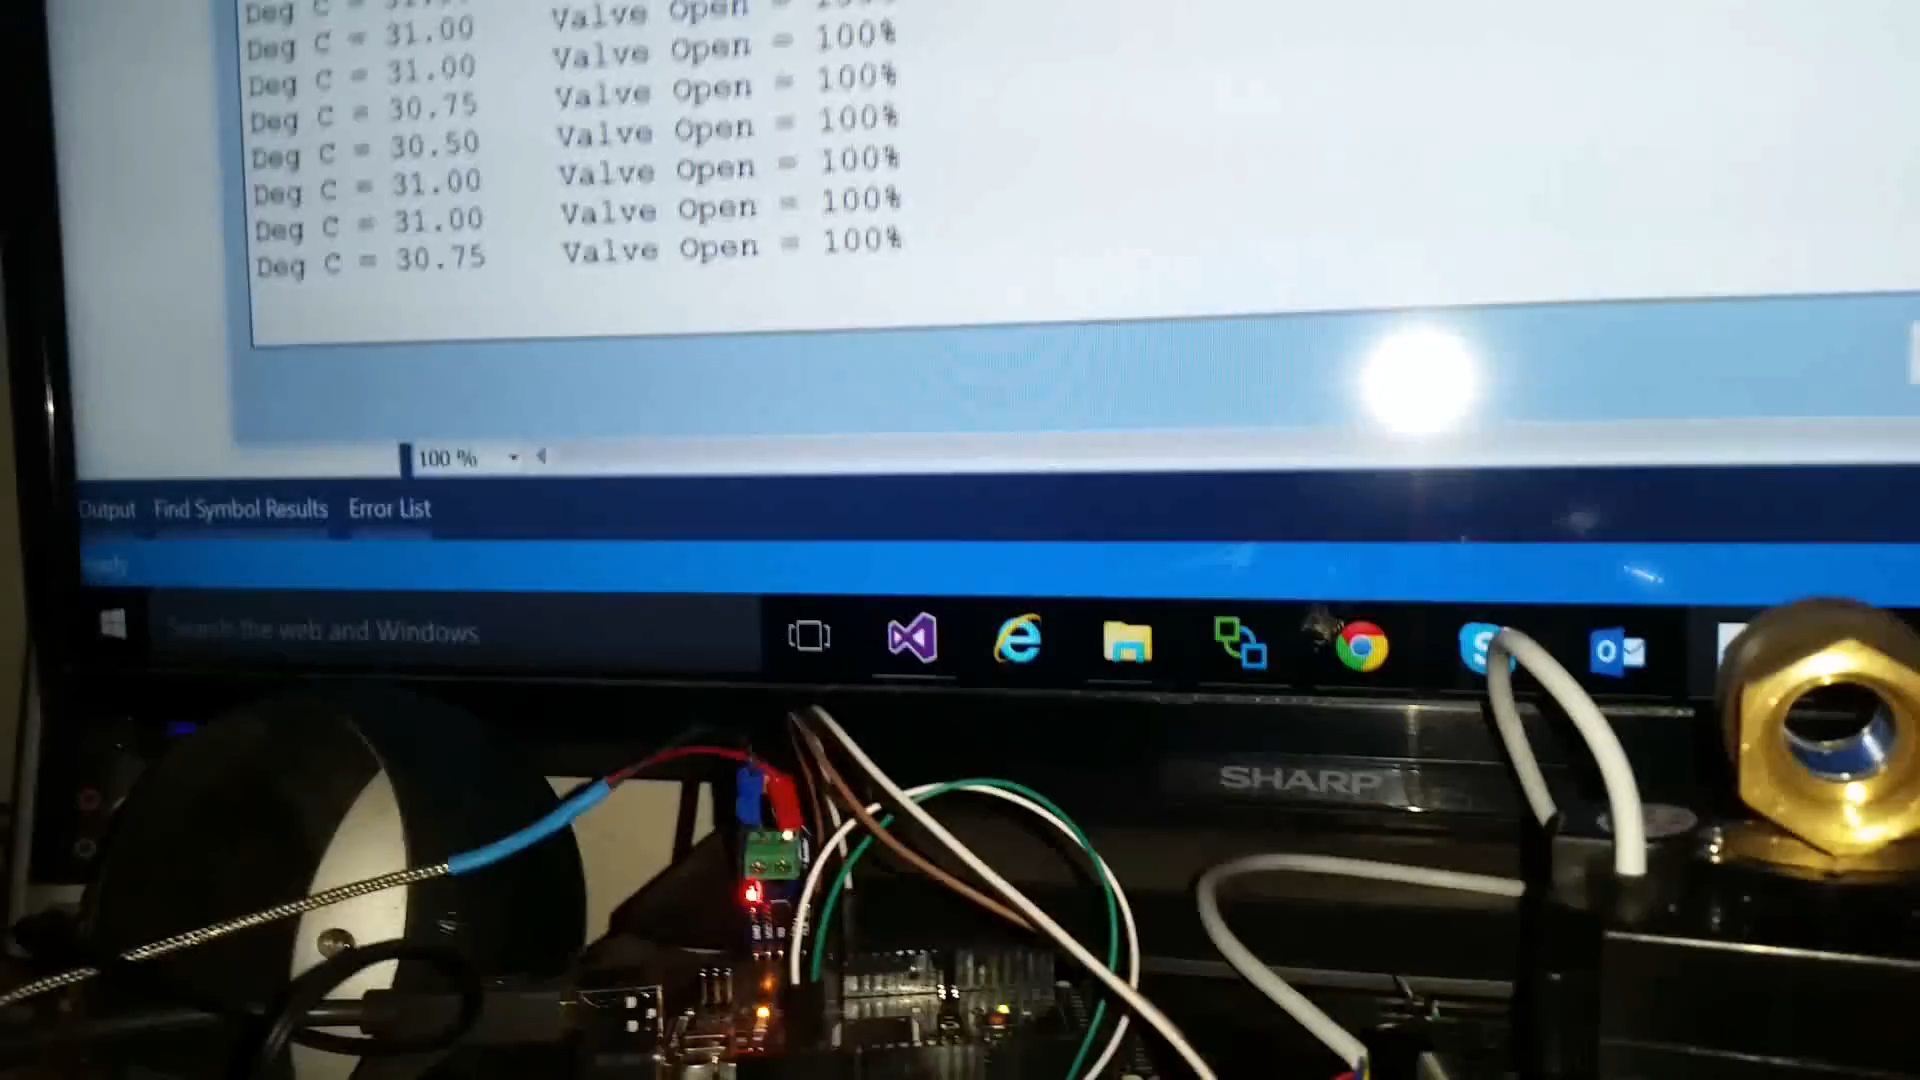 Deg C = Valve Open =
Deg C = 31.00 Valve Open = 100%
Deg C = 31.00 Valve Open = 100%
Deg C = 30.75 Valve Open = 100%
Deg C = 30.50 Valve Open = 100%
Deg C = 31.00 Valve Open = 100%
Deg C = 31.00 Valve Open = 100%
Deg C = 30.75
100 %
Output Find Symbol Results Error List
Search the web and Windows
SHARP